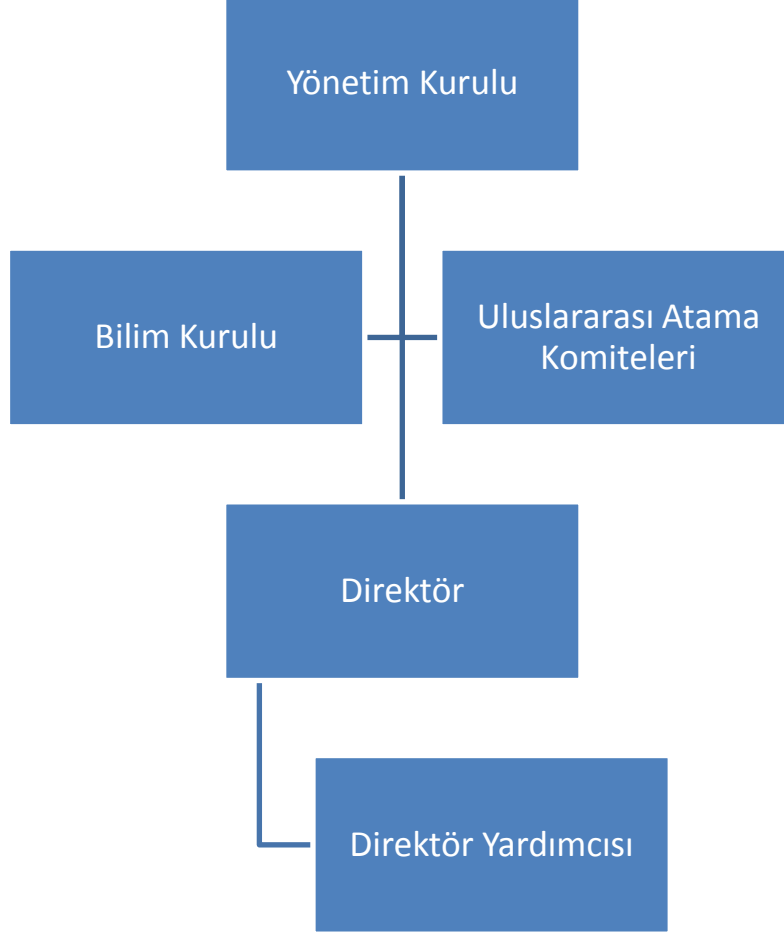 Yönetim Kurulu
Bilim Kurulu
Uluslararası Atama
Komiteleri
Direktör
Direktör Yardımcısı